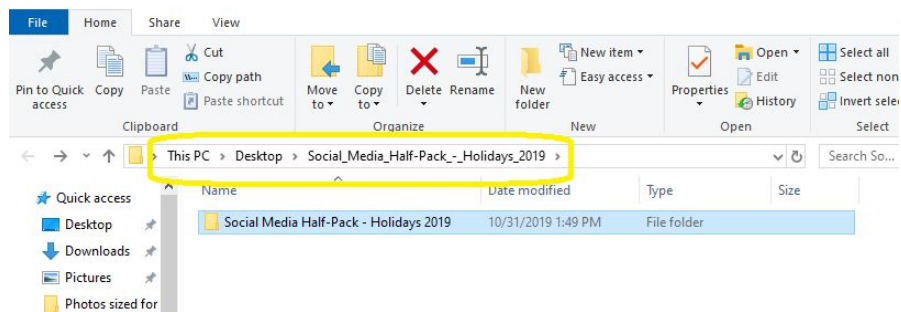 File Home Share View
Cut
Copy path
Paste shortcut
Pin to Quick access
Copy
Paste
Clipboard
Move to
Copy to
Delete
Rename
Organize
New folder
New item
Easy access
New
Properties
Open
Edit
History
Open
Select all
Select non
Invert sele
Select
This PC > Desktop > Social_Media_Half-Pack_-_Holidays_2019 >
Search So...
Quick access
Desktop
Downloads
Pictures
Photos sized for
Name Date modified Type Size
Social Media Half-Pack - Holidays 2019 10/31/2019 1:49 PM File folder